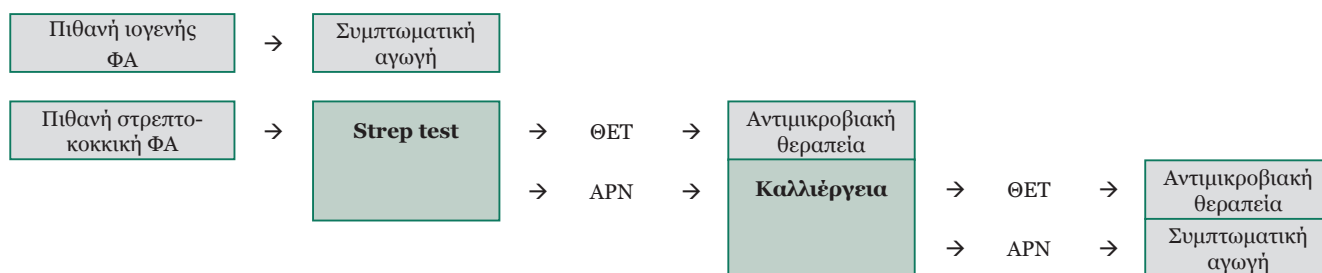 Πιθανή ιογενής
ΦΑ
→
Συμπτωματική
αγωγή
Πιθανή στρεπτο-
κοκκική ΦΑ
→
Strep test
→ ΘΕΤ →
Αντιμικροβιακή
θεραπεία
→ ΑΡΝ →
Καλλιέργεια
→ ΘΕΤ →
Αντιμικροβιακή
θεραπεία
→ ΑΡΝ →
Συμπτωματική
αγωγή